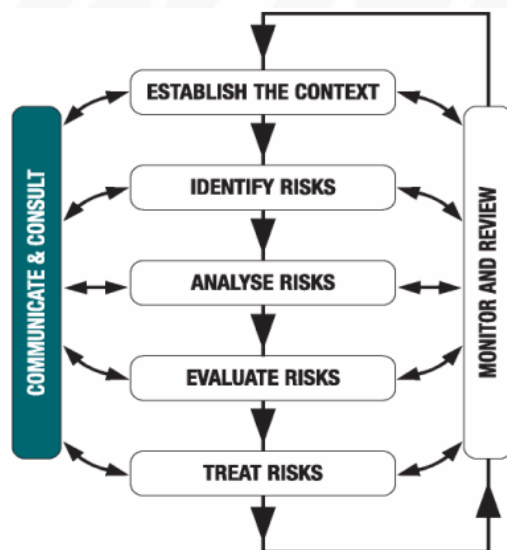 ESTABLISH THE CONTEXT
IDENTIFY RISKS
ANALYSE RISKS
EVALUATE RISKS
TREAT RISKS
COMMUNICATE & CONSULT
MONITOR AND REVIEW